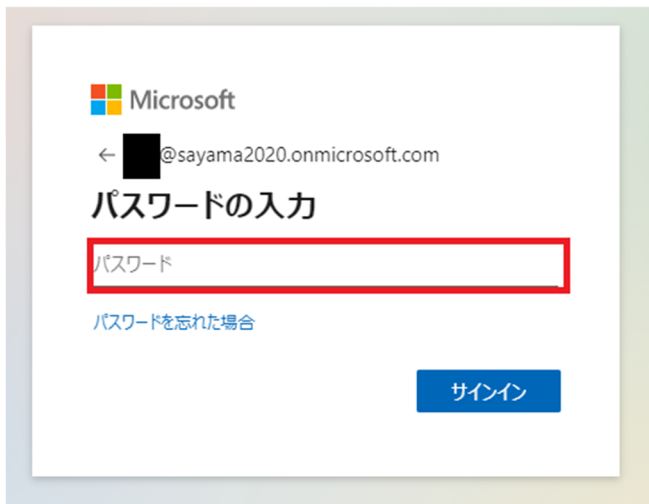 Microsoft
← @sayama2020.onmicrosoft.com
パスワードの入力
パスワード
パスワードを忘れた場合
サインイン